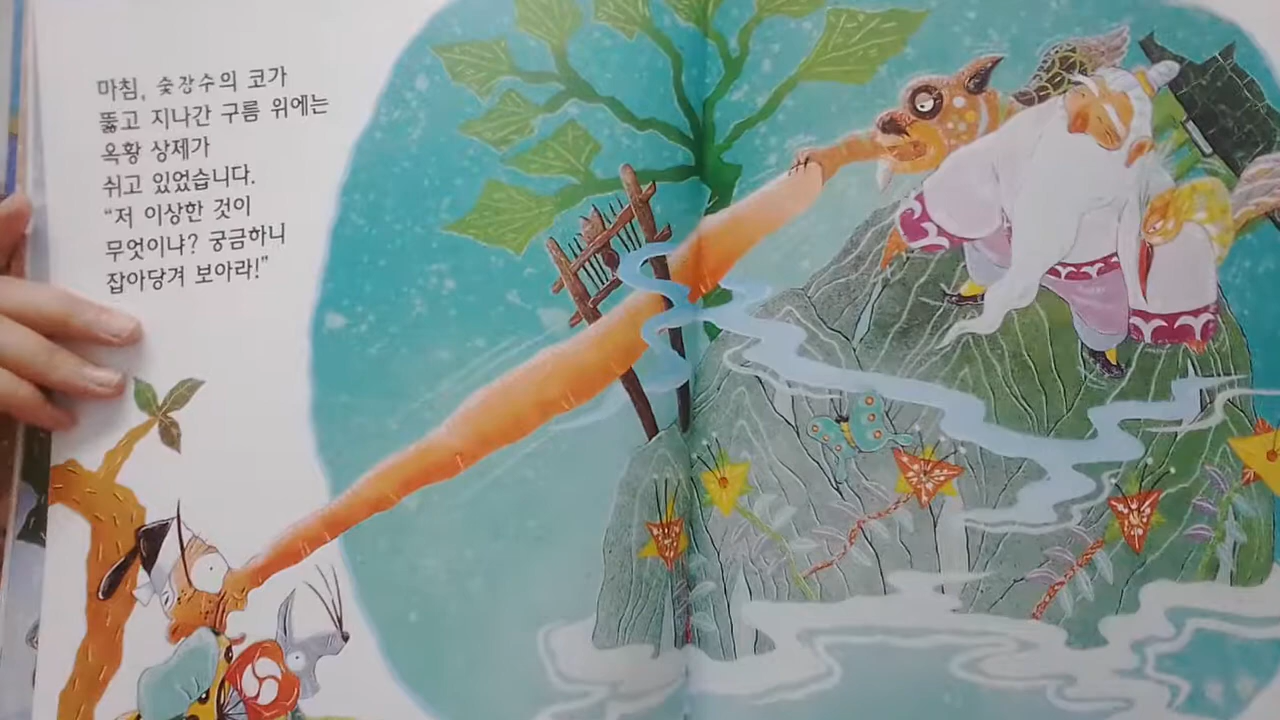 마침, 숯장수의 코가
뚫고 지나간 구름 위에는
옥황 상제가
쉬고 있었습니다.
“저 이상한 것이
무엇이냐? 궁금하니
잡아당겨 보아라!”